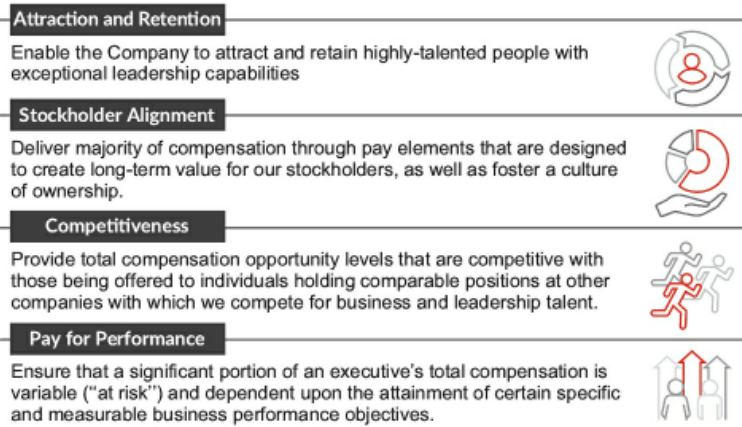 Attraction and Retention
Enable the Company to attract and retain highly-talented people with
exceptional leadership capabilities
Stockholder Alignment
Deliver majority of compensation through pay elements that are designed
to create long-term value for our stockholders, as well as foster a culture
of ownership.
Competitiveness
Provide total compensation opportunity levels that are competitive with
those being offered to individuals holding comparable positions at other
companies with which we compete for business and leadership talent.
Pay for Performance
Ensure that a significant portion of an executive's total compensation is
variable ("at risk") and dependent upon the attainment of certain specific
and measurable business performance objectives.